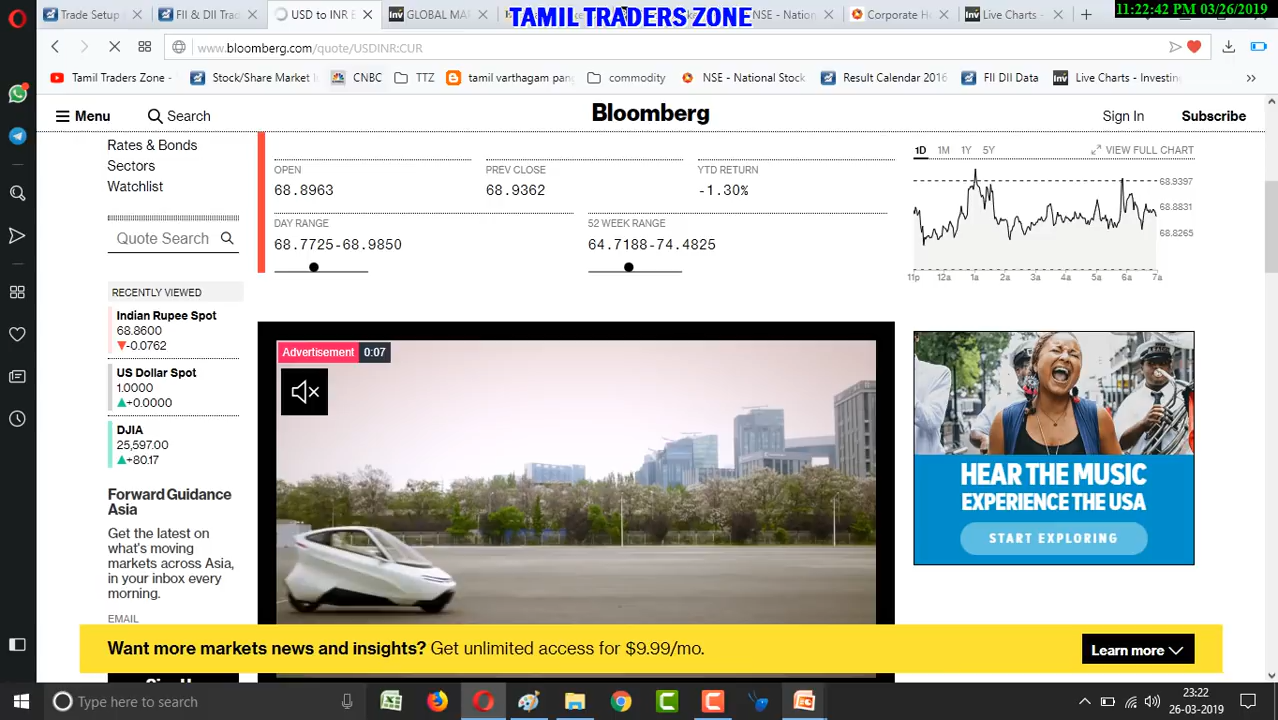 TAMIL TRADERS ZONE
11:22:42 PM 03/26/2019
Trade Setup
FII & DII Trad
USD to INR E
GLOBAL MA
NSE - Nation
Corporate H
Live Charts -
www.bloomberg.com/quote/USDINR:CUR
Tamil Traders Zone -
Stock/Share Market
CNBC
TTZ
tamil varthagam pan
commodity
NSE - National Stock
Result Calendar 2016
FII DII Data
Live Charts - Investin
Menu
Search
Bloomberg
Sign In
Subscribe
Rates & Bonds
Sectors
Watchlist
Quote Search
OPEN
68.8963
PREV CLOSE
68.9362
YTD RETURN
-1.30%
DAY RANGE
68.7725-68.9850
52 WEEK RANGE
64.7188-74.4825
1D 1M 1Y 5Y
VIEW FULL CHART
68.9397
68.8831
68.8265
11p 12a 1a 2a 3a 4a 5a 6a 7a
RECENTLY VIEWED
Indian Rupee Spot
68.8600
▼-0.0762
US Dollar Spot
1.0000
▲+0.0000
DJIA
25,597.00
▲+80.17
Forward Guidance
Asia
Get the latest on
what's moving
markets across Asia,
in your inbox every
morning.
EMAIL
Advertisement 0:07
HEAR THE MUSIC
EXPERIENCE THE USA
START EXPLORING
Want more markets news and insights? Get unlimited access for $9.99/mo.
Learn more
Type here to search
23:22
26-03-2019